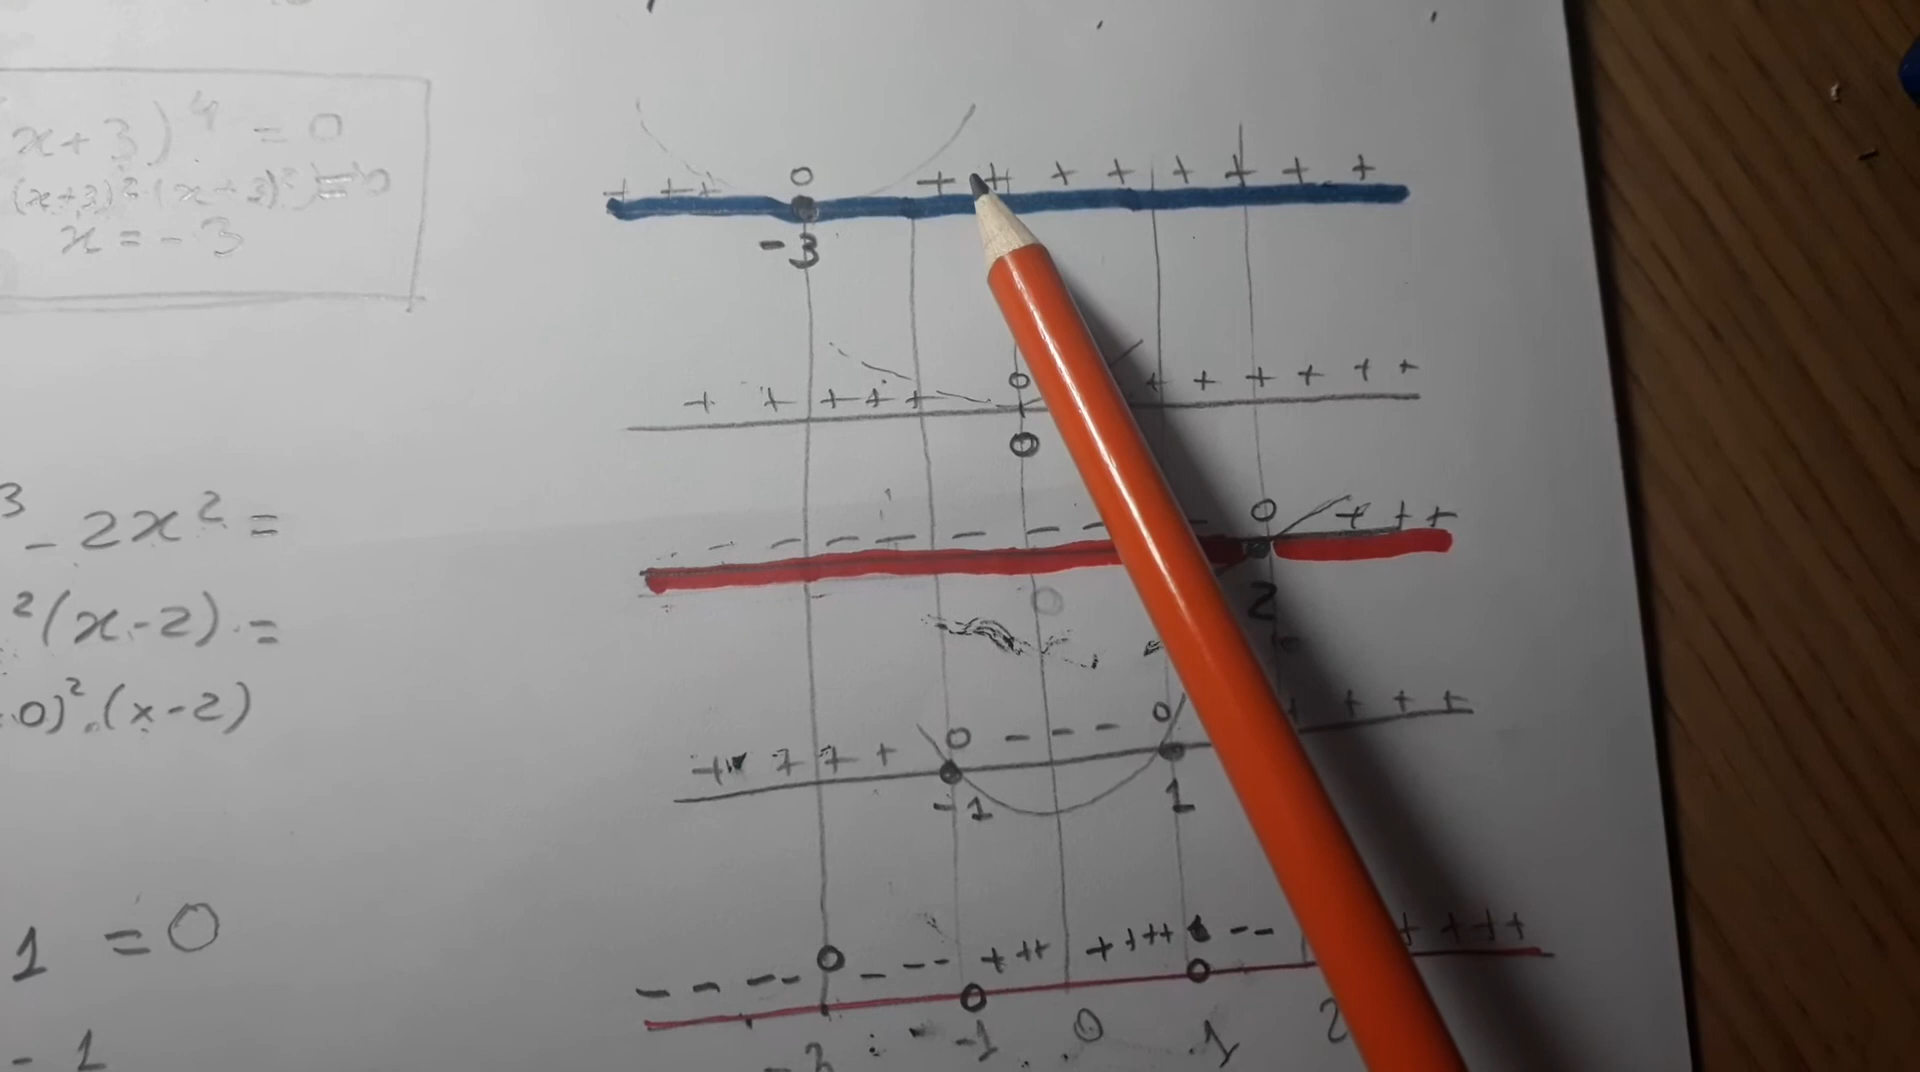 x+3)⁴ = 0
(x+3)²·(x+3)²)=0
x = -3
³ - 2x² =
²(x-2) =
0)²·(x-2)
1 = 0
- 1
+ ++ 0 + + + + + + + +
-3
+ + + + + 0 + + + + + +
0
- - - - - - 0 + + +
0 2
+ + + + 0 - - - 0 + + + +
-1 1
- - - - - 0 - - - + + + + + + + - - + + + +
-1 0 1 2